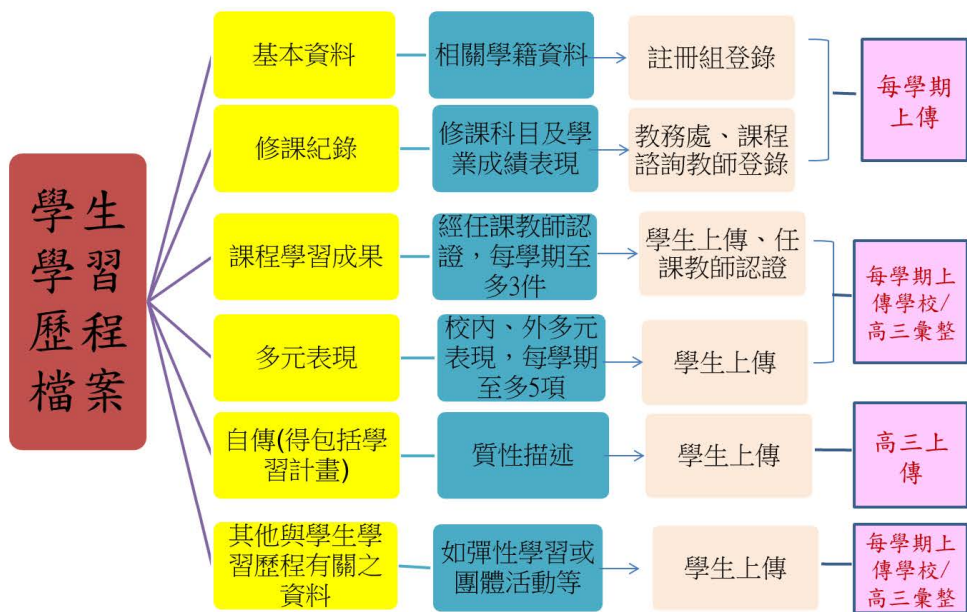 學生
學習
歷程
檔案
基本資料
相關學籍資料
註冊組登錄
每學期
上傳
修課紀錄
修課科目及學
業成績表現
教務處、課程
諮詢教師登錄
課程學習成果
經任課教師認
證，每學期至
多3件
學生上傳、任
課教師認證
每學期上
傳學校/
高三彙整
多元表現
校內、外多元
表現，每學期
至多5項
學生上傳
自傳(得包括學
習計畫)
質性描述
學生上傳
高三上
傳
其他與學生學
習歷程有關之
資料
如彈性學習或
團體活動等
學生上傳
每學期上
傳學校/
高三彙整